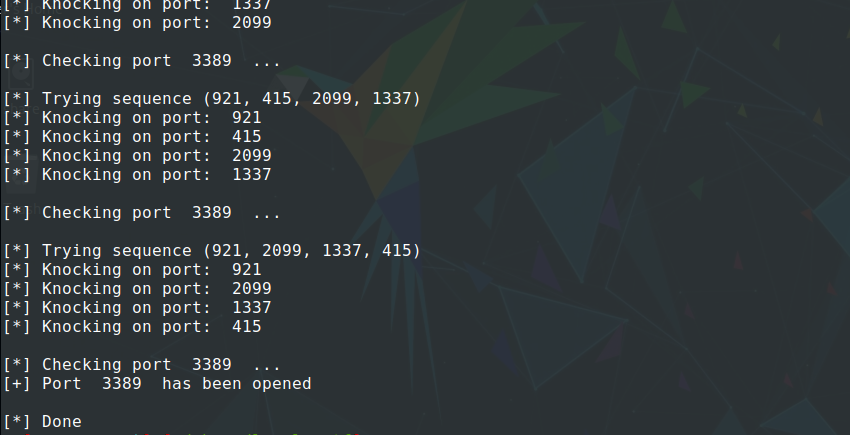 [*] Knocking on port:  1337
[*] Knocking on port:  2099
[*] Checking port  3389  ...
[*] Trying sequence (921, 415, 2099, 1337)
[*] Knocking on port:  921
[*] Knocking on port:  415
[*] Knocking on port:  2099
[*] Knocking on port:  1337
[*] Checking port  3389  ...
[*] Trying sequence (921, 2099, 1337, 415)
[*] Knocking on port:  921
[*] Knocking on port:  2099
[*] Knocking on port:  1337
[*] Knocking on port:  415
[*] Checking port  3389  ...
[+] Port  3389  has been opened
[*] Done